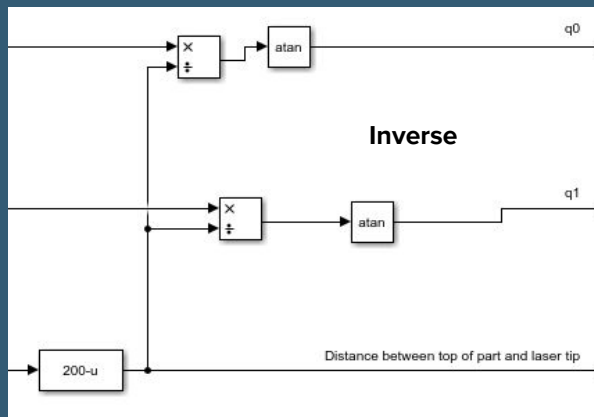 q0
×
÷
atan
Inverse
q1
×
÷
atan
Distance between top of part and laser tip
200-u